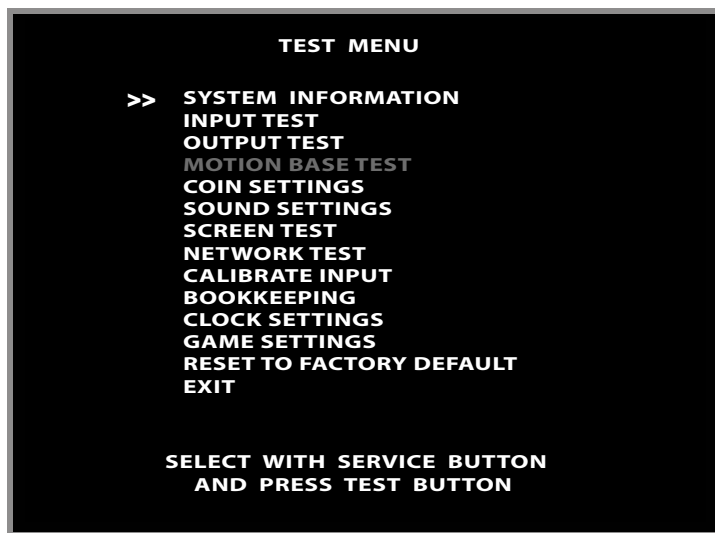 TEST MENU
>> SYSTEM INFORMATION
INPUT TEST
OUTPUT TEST
MOTION BASE TEST
COIN SETTINGS
SOUND SETTINGS
SCREEN TEST
NETWORK TEST
CALIBRATE INPUT
BOOKKEEPING
CLOCK SETTINGS
GAME SETTINGS
RESET TO FACTORY DEFAULT
EXIT
SELECT WITH SERVICE BUTTON
AND PRESS TEST BUTTON